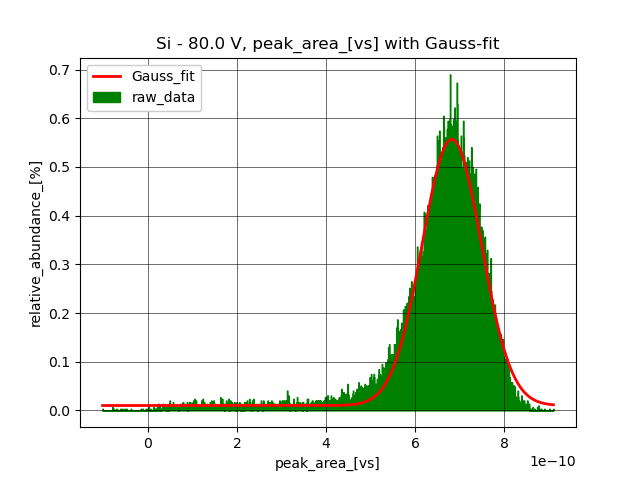 Si - 80.0 V, peak_area_[vs] with Gauss-fit
Gauss_fit
raw_data
relative_abundance_[%]
0.7
0.6
0.5
0.4
0.3
0.2
0.1
0.0
0 2 4 6 8
1e−10
peak_area_[vs]